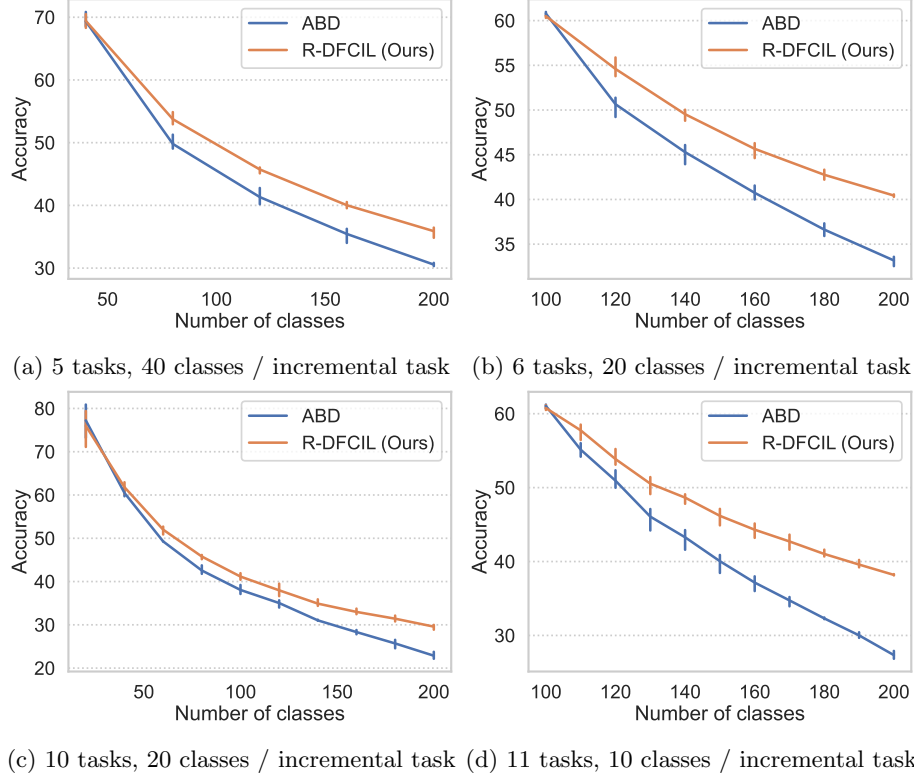 70
60
50
40
30
Accuracy
50
100
150
200
Number of classes
ABD
R-DFCIL (Ours)
(a) 5 tasks, 40 classes / incremental task
60
55
50
45
40
35
Accuracy
100
120
140
160
180
200
Number of classes
ABD
R-DFCIL (Ours)
(b) 6 tasks, 20 classes / incremental task
80
70
60
50
40
30
20
Accuracy
50
100
150
200
Number of classes
ABD
R-DFCIL (Ours)
(c) 10 tasks, 20 classes / incremental task
60
50
40
30
Accuracy
100
120
140
160
180
200
Number of classes
ABD
R-DFCIL (Ours)
(d) 11 tasks, 10 classes / incremental task